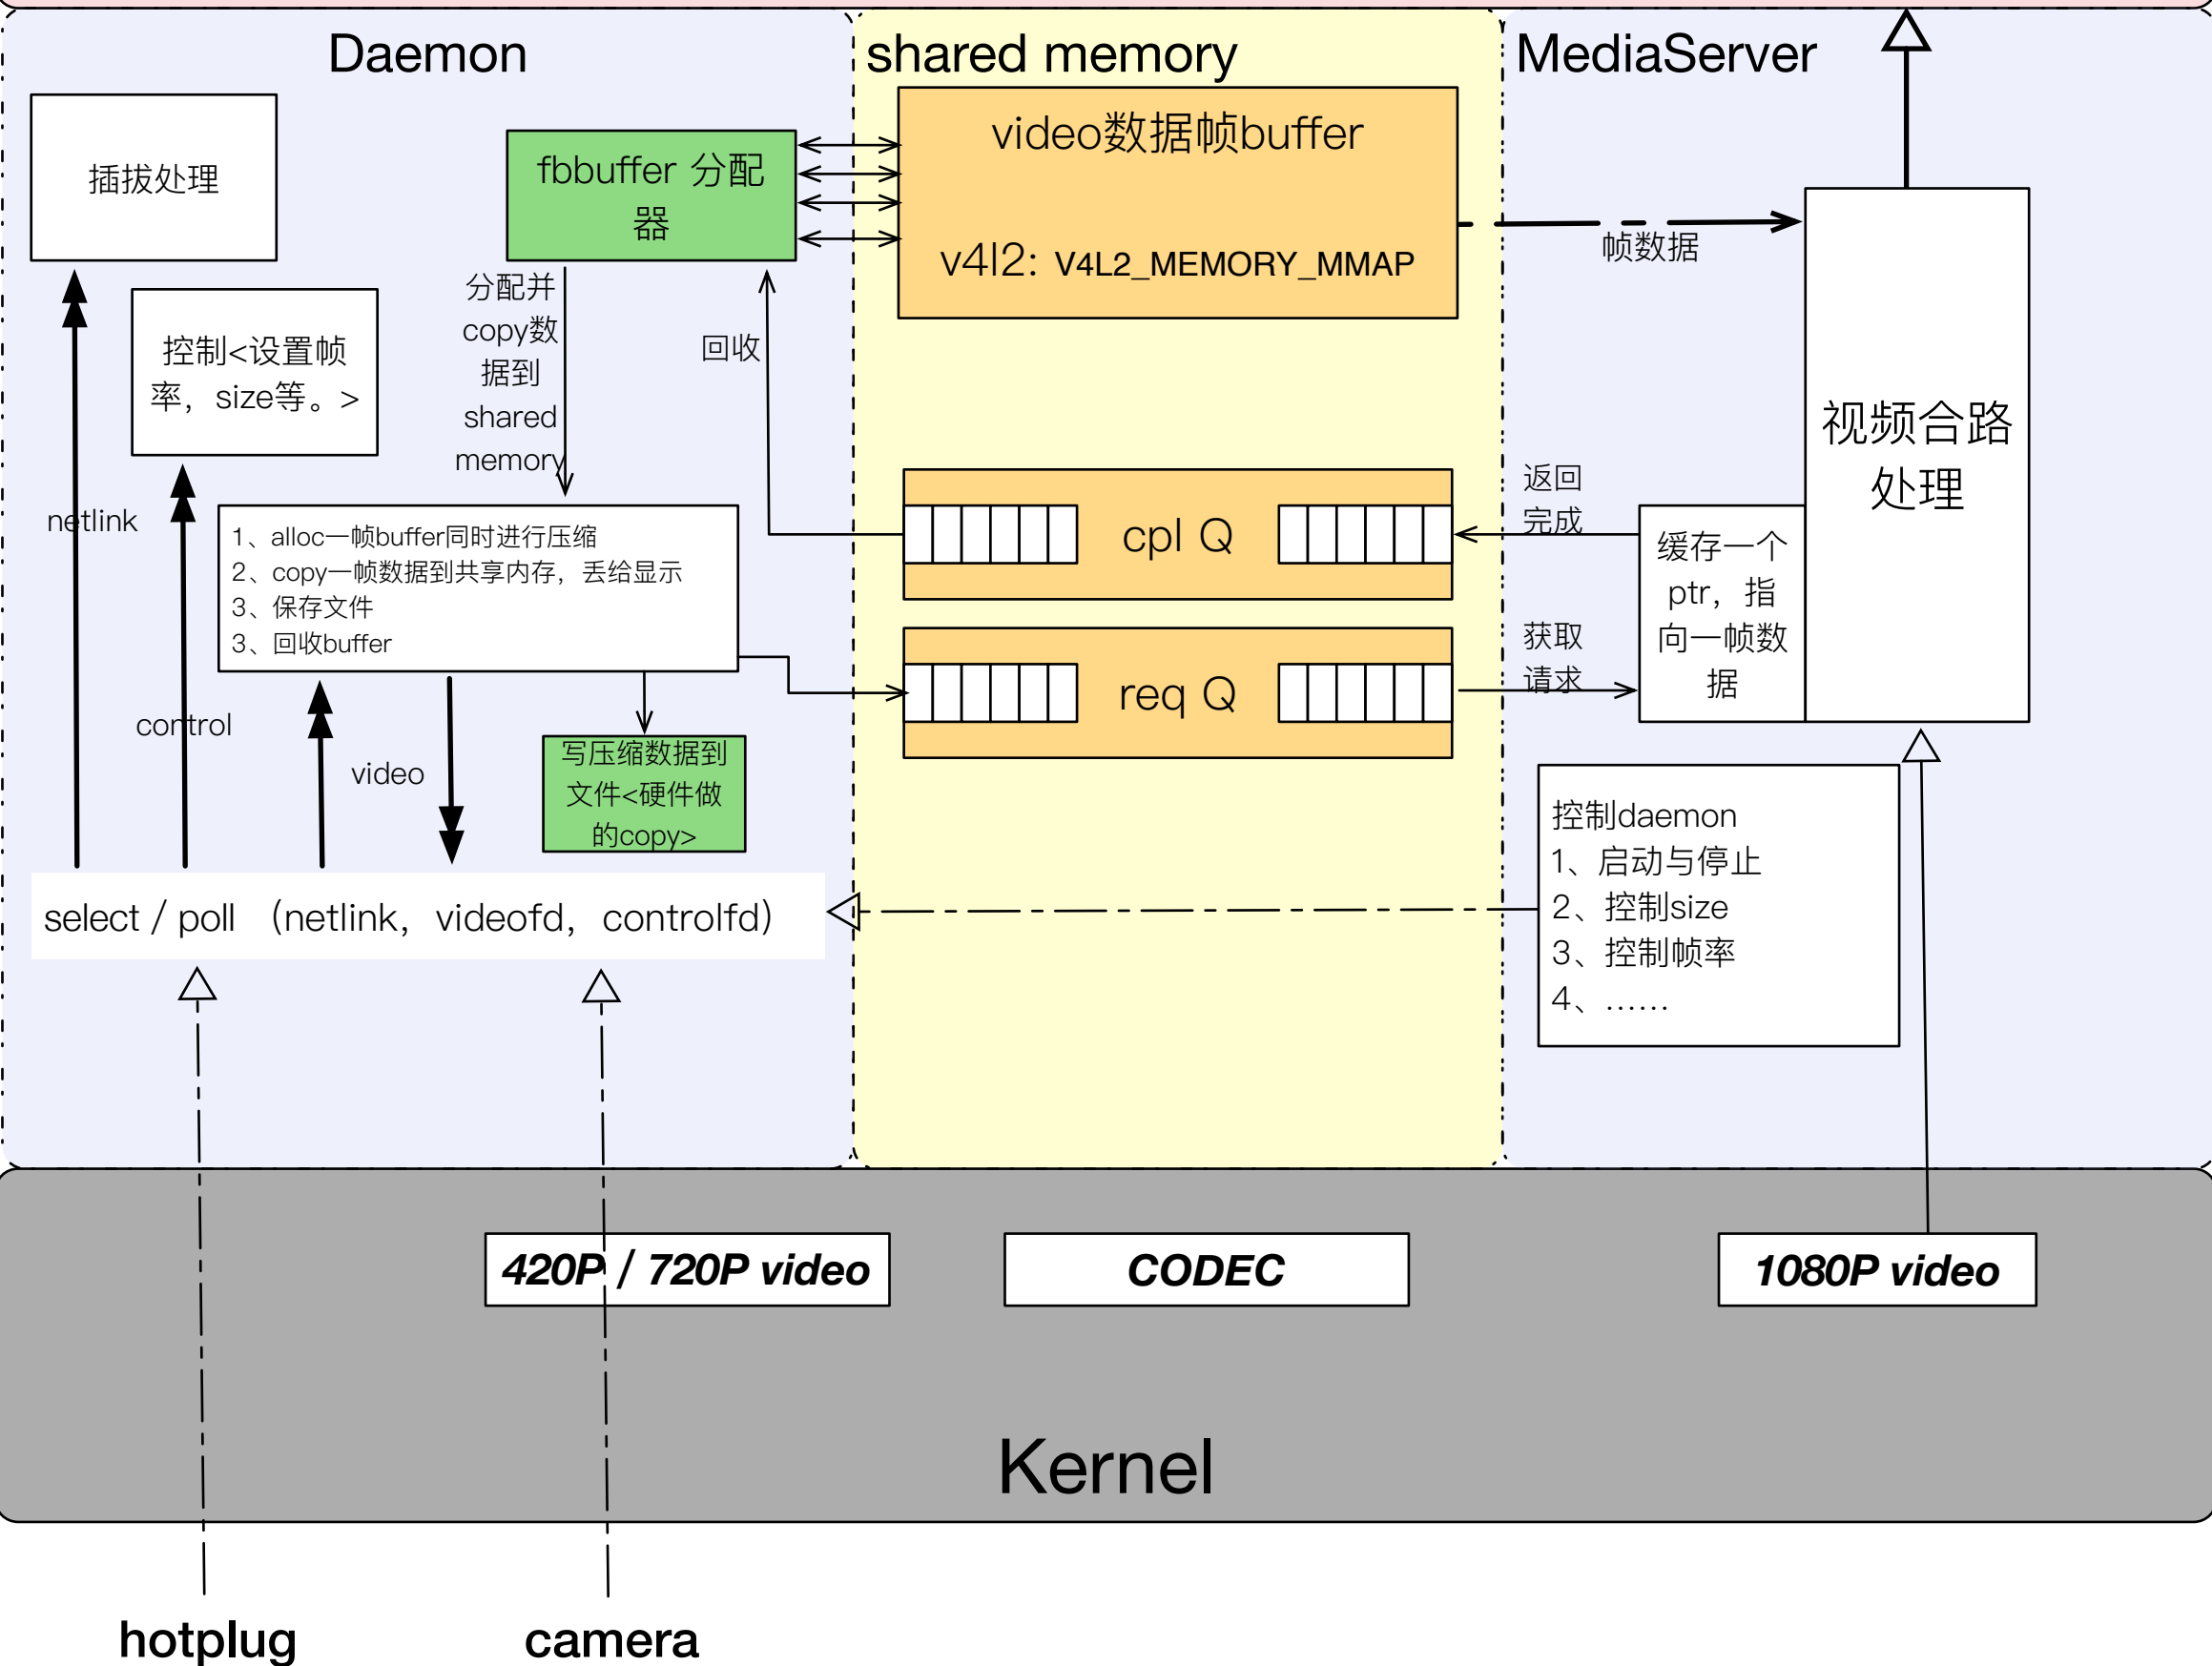 Daemon
shared memory
MediaServer
插拔处理
fbbuffer 分配
器
video数据帧buffer
v4l2: V4L2_MEMORY_MMAP
帧数据
控制<设置帧
率，size等。>
分配并
copy数
据到
shared
memory
回收
视频合路
处理
netlink
1、alloc一帧buffer同时进行压缩
2、copy一帧数据到共享内存，丢给显示
3、保存文件
3、回收buffer
cpl Q
返回
完成
缓存一个
ptr，指
向一帧数
据
req Q
获取
请求
control
video
写压缩数据到
文件<硬件做
的copy>
控制daemon
1、启动与停止
2、控制size
3、控制帧率
4、......
select / poll （netlink，videofd，controlfd）
420P / 720P video
CODEC
1080P video
Kernel
hotplug
camera